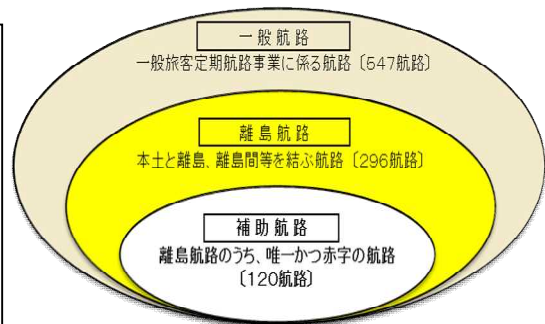 一般航路
一般旅客定期航路事業に係る航路〔547航路〕
離島航路
本土と離島、離島間等を結ぶ航路〔296航路〕
補助航路
離島航路のうち、唯一かつ赤字の航路
〔120航路〕